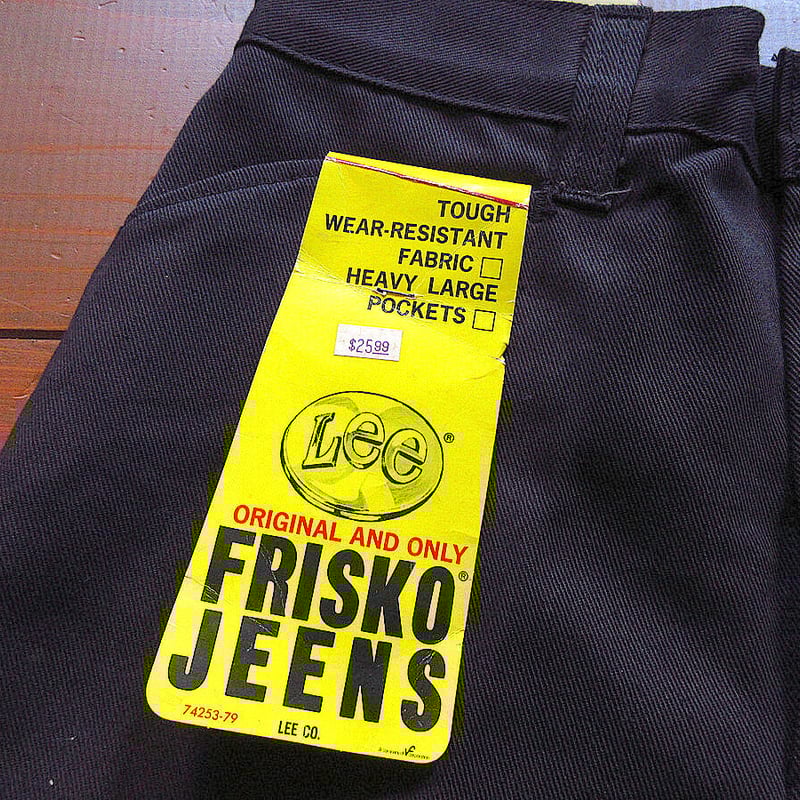 TOUGH
WEAR-RESISTANT
FABRIC
HEAVY LARGE
POCKETS
$25.99
Lee®
ORIGINAL AND ONLY
FRISKO®
JEENS
74253-79
LEE CO.
VF